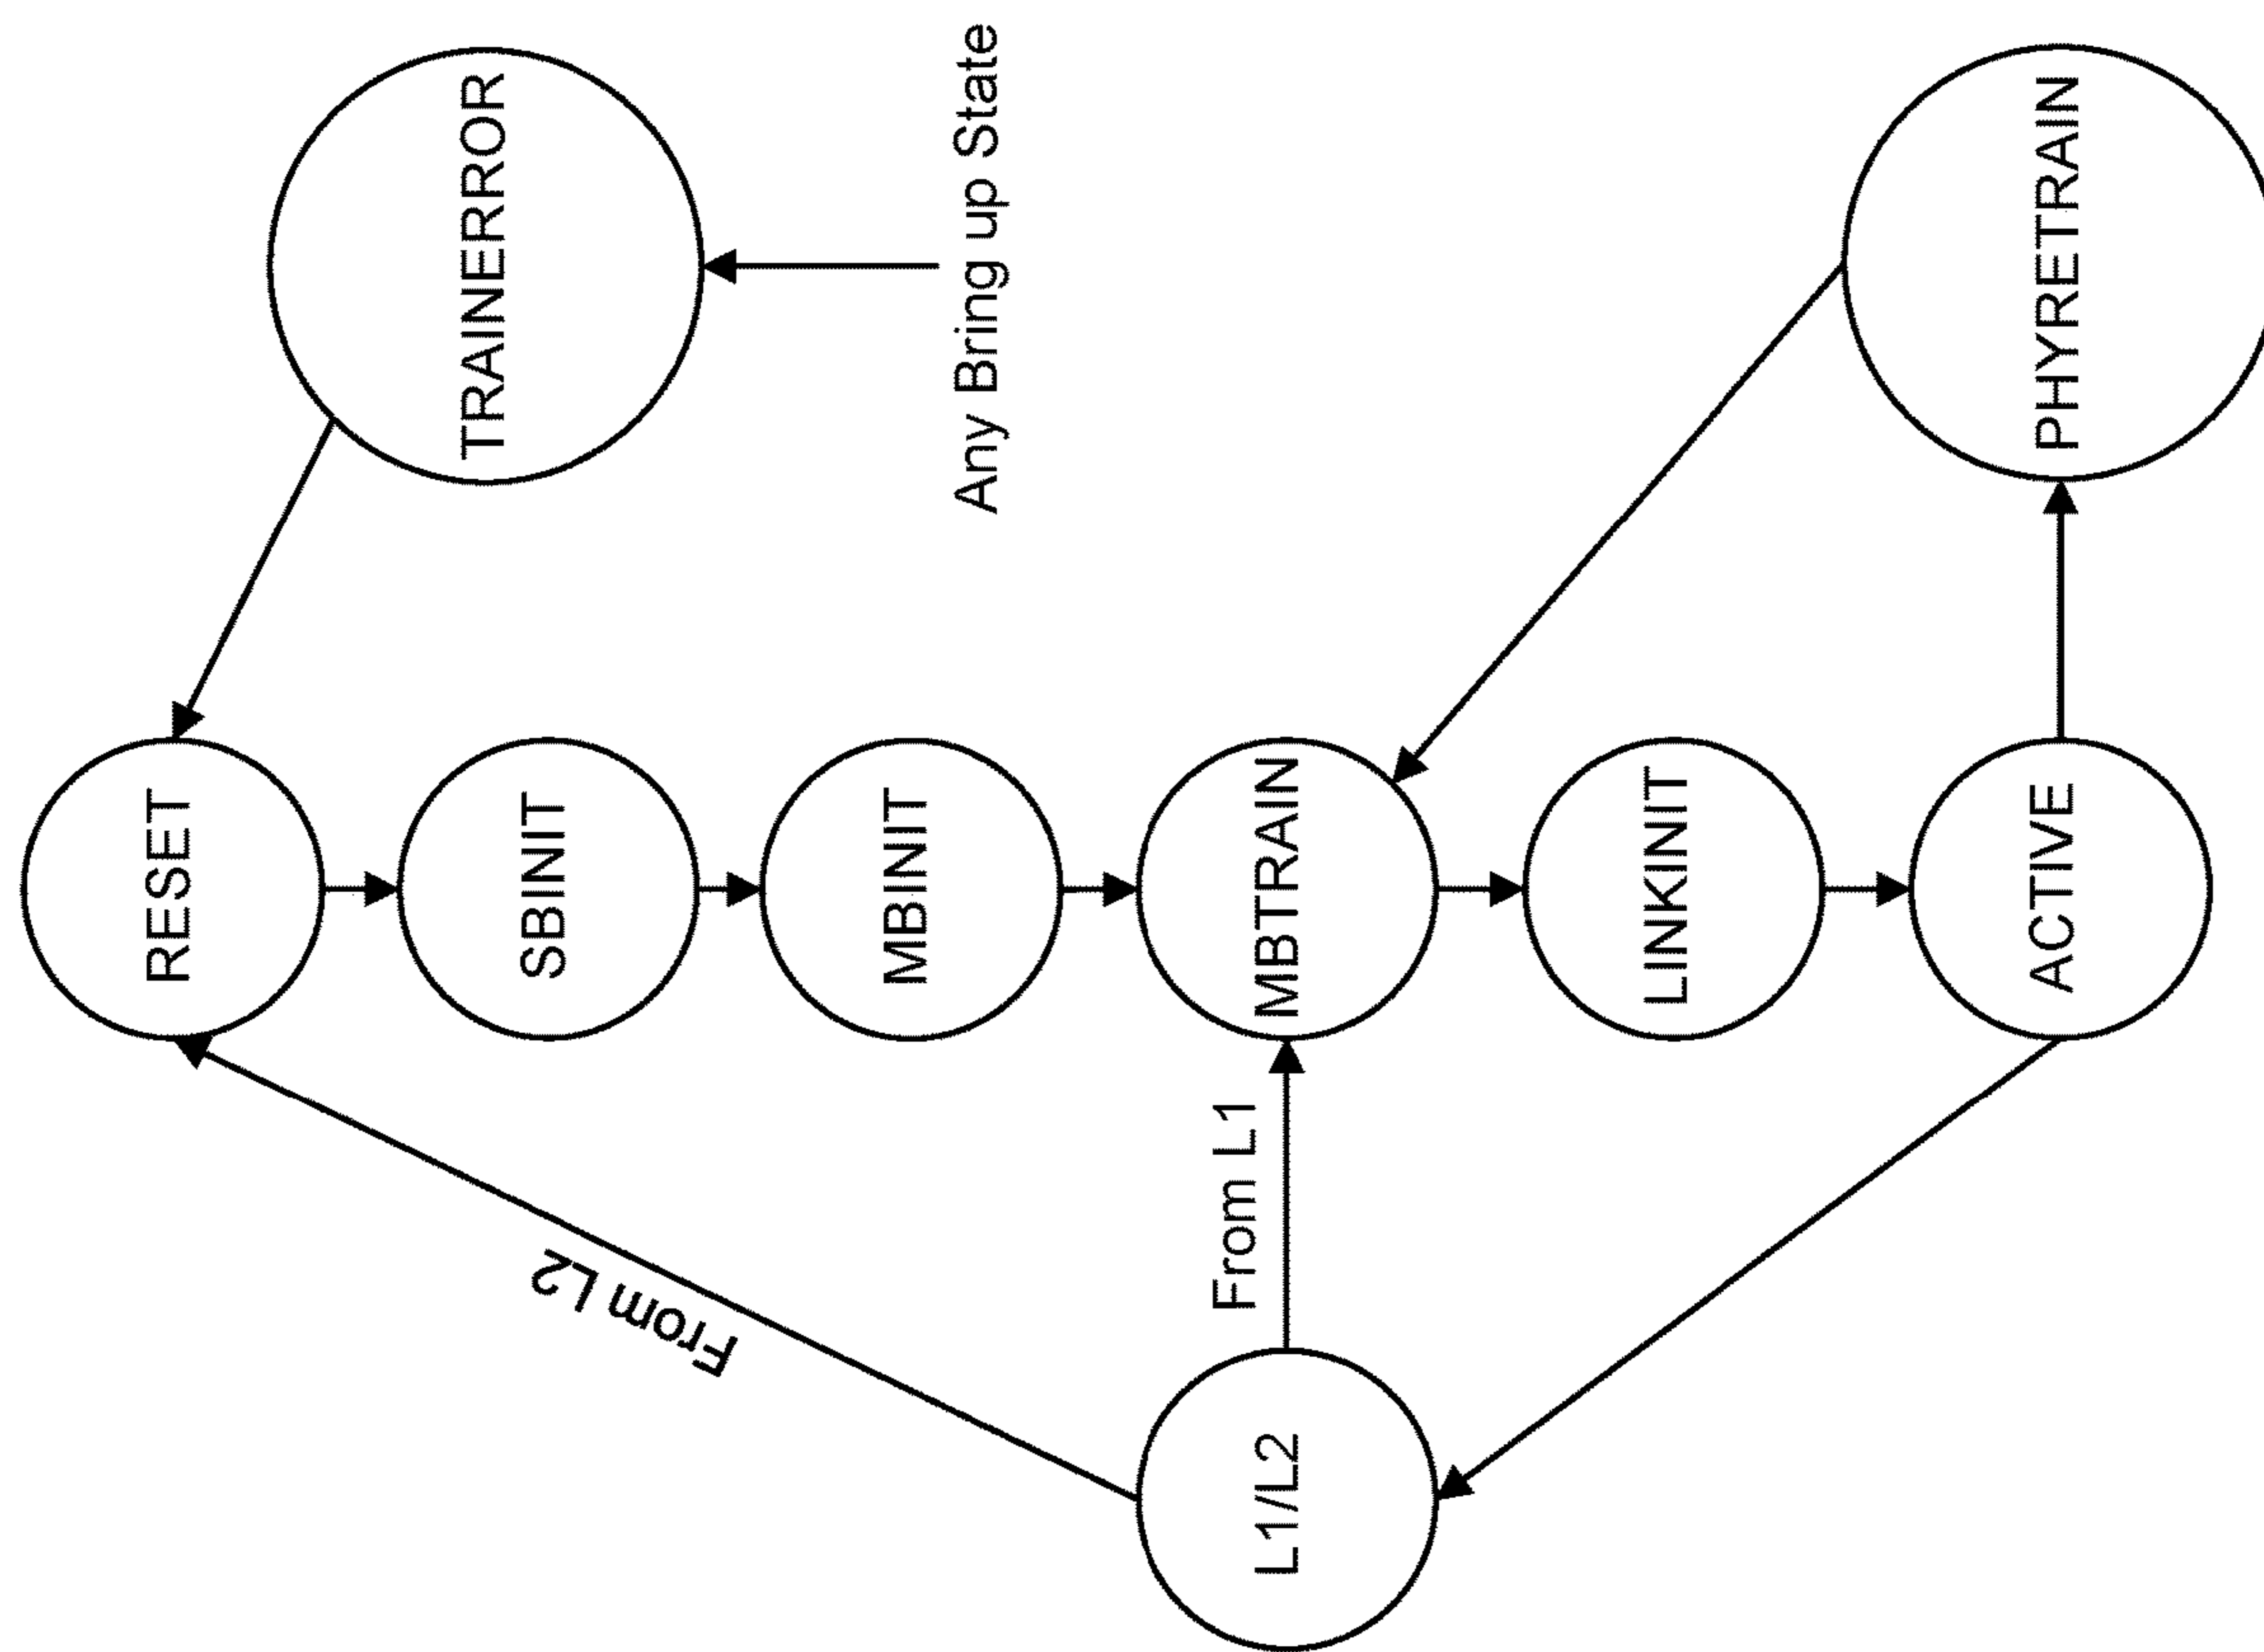 RESET
SBINIT
MBINIT
MBTRAIN
LINKINIT
ACTIVE
TRAINERROR
Any Bring up State
PHYRETRAIN
L1/L2
From L1
From L2